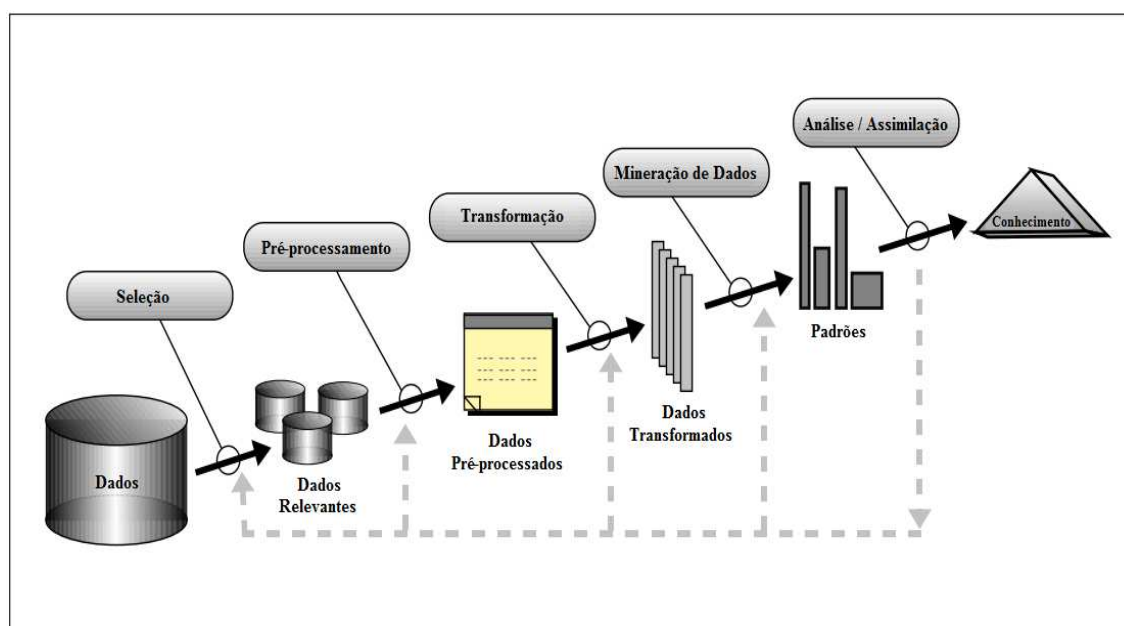 Análise / Assimilação
Mineração de Dados
Transformação
Pré-processamento
Seleção
Dados
Dados
Relevantes
Dados
Pré-processados
Dados
Transformados
Padrões
Conhecimento